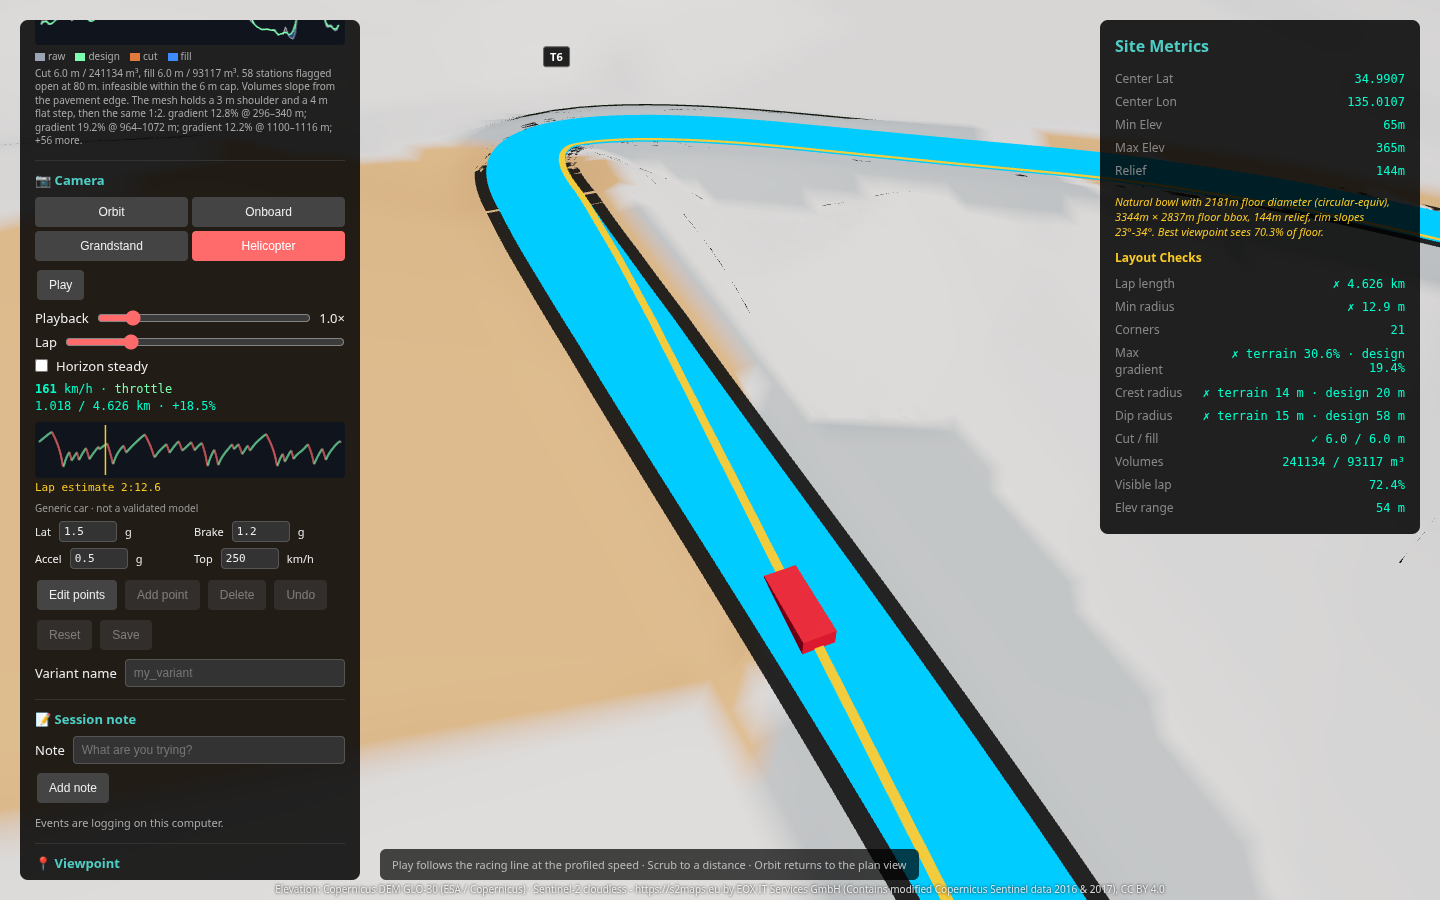 raw design cut fill
Cut 6.0 m / 241134 m³, fill 6.0 m / 93117 m³. 58 stations flagged
open at 80 m. infeasible within the 6 m cap. Volumes slope from
the pavement edge. The mesh holds a 3 m shoulder and a 4 m
flat step, then the same 1:2. gradient 12.8% @ 296–340 m;
gradient 19.2% @ 964–1072 m; gradient 12.2% @ 1100–1116 m;
+56 more.
📷 Camera
Orbit Onboard
Grandstand Helicopter
Play
Playback 1.0×
Lap
Horizon steady
161 km/h · throttle
1.018 / 4.626 km · +18.5%
Lap estimate 2:12.6
Generic car · not a validated model
Lat 1.5 g Brake 1.2 g
Accel 0.5 g Top 250 km/h
Edit points Add point Delete Undo
Reset Save
Variant name my_variant
📝 Session note
Note What are you trying?
Add note
Events are logging on this computer.
📍 Viewpoint
T6
Site Metrics
Center Lat 34.9907
Center Lon 135.0107
Min Elev 65m
Max Elev 365m
Relief 144m
Natural bowl with 2181m floor diameter (circular-equiv),
3344m × 2837m floor bbox, 144m relief, rim slopes
23°-34°. Best viewpoint sees 70.3% of floor.
Layout Checks
Lap length ✗ 4.626 km
Min radius ✗ 12.9 m
Corners 21
Max gradient ✗ terrain 30.6% · design
19.4%
Crest radius ✗ terrain 14 m · design 20 m
Dip radius ✗ terrain 15 m · design 58 m
Cut / fill ✓ 6.0 / 6.0 m
Volumes 241134 / 93117 m³
Visible lap 72.4%
Elev range 54 m
Play follows the racing line at the profiled speed · Scrub to a distance · Orbit returns to the plan view
Elevation: Copernicus DEM GLO-30 (ESA / Copernicus) · Sentinel-2 cloudless - https://s2maps.eu by EOX IT Services GmbH (Contains modified Copernicus Sentinel data 2016 & 2017), CC BY 4.0